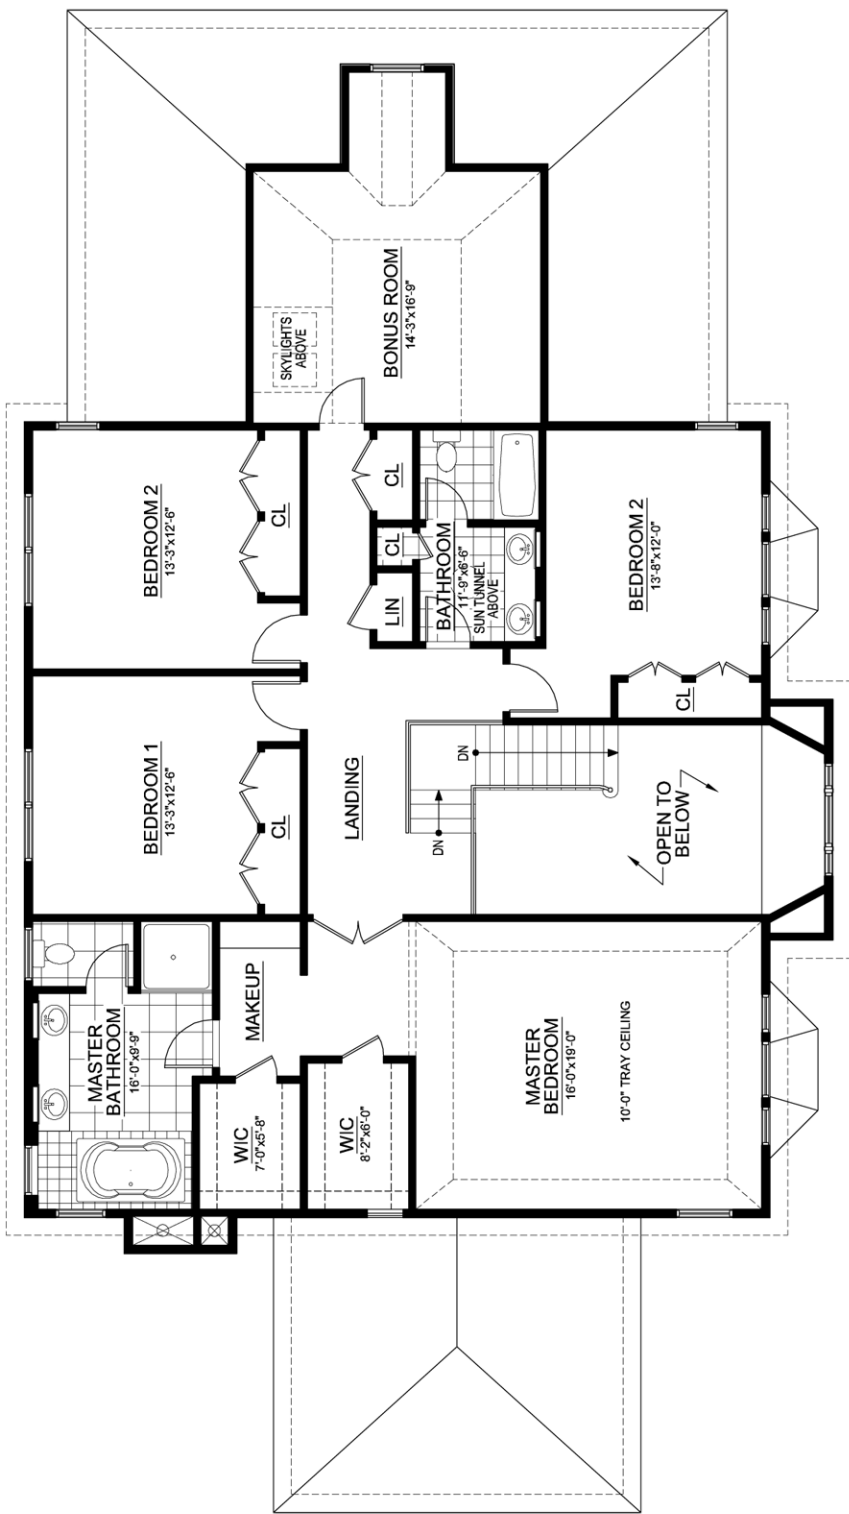 BONUS ROOM
14'-3"x16'-9"
SKYLIGHTS
ABOVE
BEDROOM 2
13'-3"x12'-6"
CL
CL
CL
LIN
BATHROOM
11'-9"x6'-6"
SUN TUNNEL
ABOVE
BEDROOM 2
13'-8"x12'-0"
CL
BEDROOM 1
13'-3"x12'-6"
CL
LANDING
DN
DN
OPEN TO
BELOW
MASTER
BATHROOM
16'-0"x9'-9"
MAKEUP
WIC
7'-0"x5'-8"
WIC
8'-2"x6'-0"
MASTER
BEDROOM
16'-0"x19'-0"
10'-0" TRAY CEILING